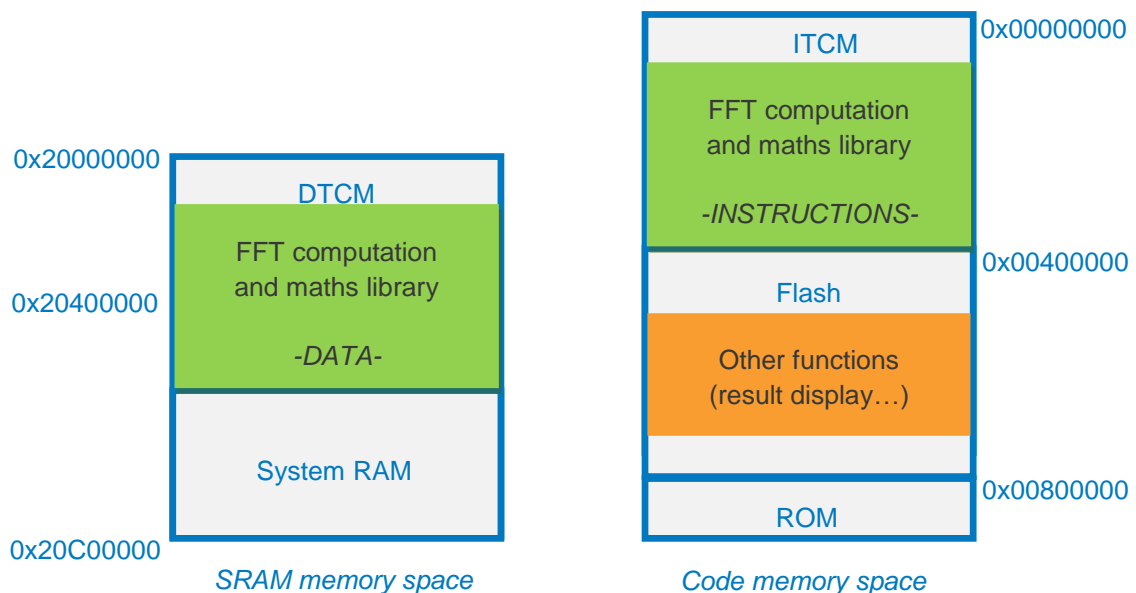 0x20000000
DTCM
FFT computation
and maths library
0x20400000
-DATA-
System RAM
0x20C00000
SRAM memory space
0x00000000
ITCM
FFT computation
and maths library
-INSTRUCTIONS-
0x00400000
Flash
Other functions
(result display…)
0x00800000
ROM
Code memory space